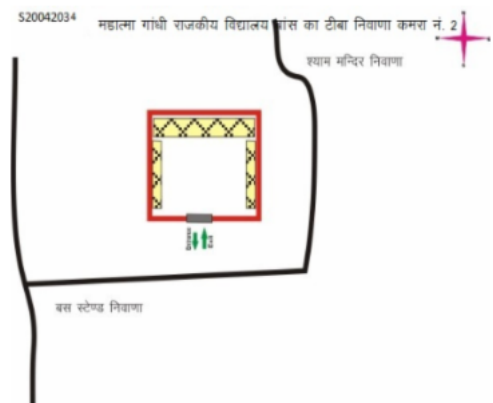 S20042034
महात्मा गांधी राजकीय विद्यालय बांस का टीबा निवाणा कमरा नं. 2
श्याम मन्दिर निवाणा
बस स्टेण्ड निवाणा